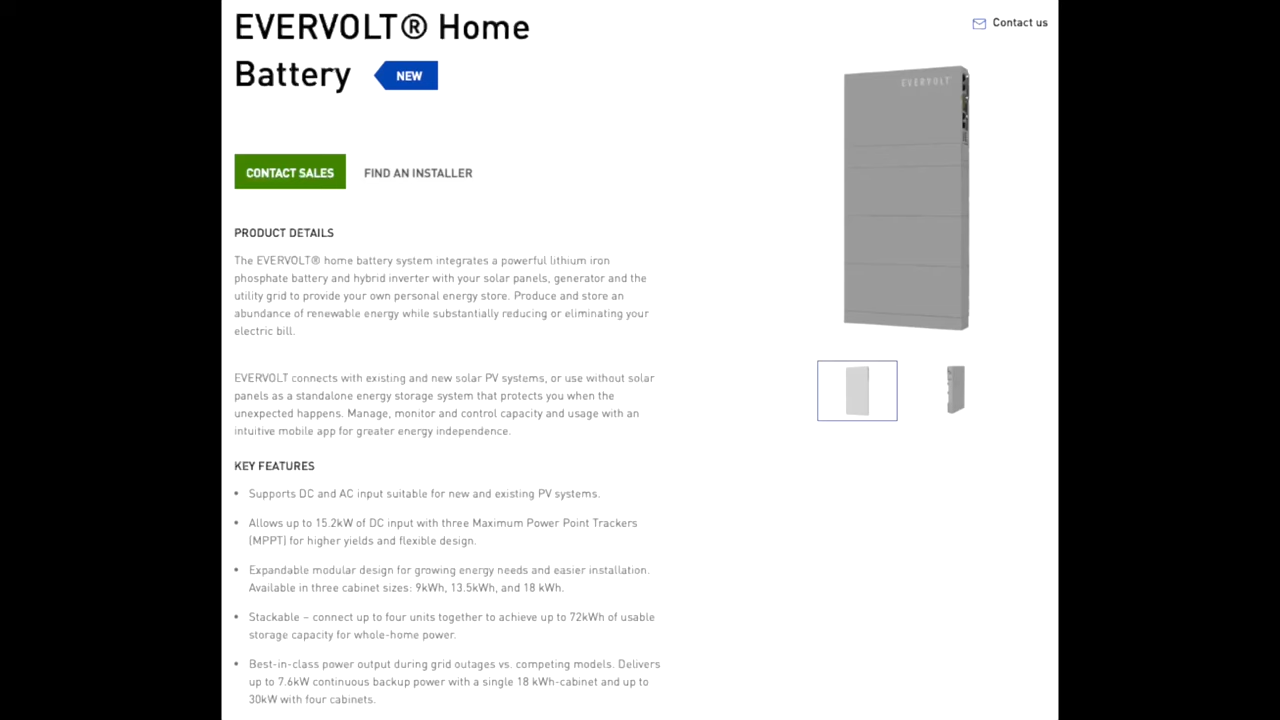 EVERVOLT® Home
Battery
NEW
Contact us
EVERVOLT
CONTACT SALES
FIND AN INSTALLER
PRODUCT DETAILS
The EVERVOLT® home battery system integrates a powerful lithium iron
phosphate battery and hybrid inverter with your solar panels, generator and the
utility grid to provide your own personal energy store. Produce and store an
abundance of renewable energy while substantially reducing or eliminating your
electric bill.
EVERVOLT connects with existing and new solar PV systems, or use without solar
panels as a standalone energy storage system that protects you when the
unexpected happens. Manage, monitor and control capacity and usage with an
intuitive mobile app for greater energy independence.
KEY FEATURES
• Supports DC and AC input suitable for new and existing PV systems.
• Allows up to 15.2kW of DC input with three Maximum Power Point Trackers
(MPPT) for higher yields and flexible design.
• Expandable modular design for growing energy needs and easier installation.
Available in three cabinet sizes: 9kWh, 13.5kWh, and 18 kWh.
• Stackable – connect up to four units together to achieve up to 72kWh of usable
storage capacity for whole-home power.
• Best-in-class power output during grid outages vs. competing models. Delivers
up to 7.6kW continuous backup power with a single 18 kWh-cabinet and up to
30kW with four cabinets.